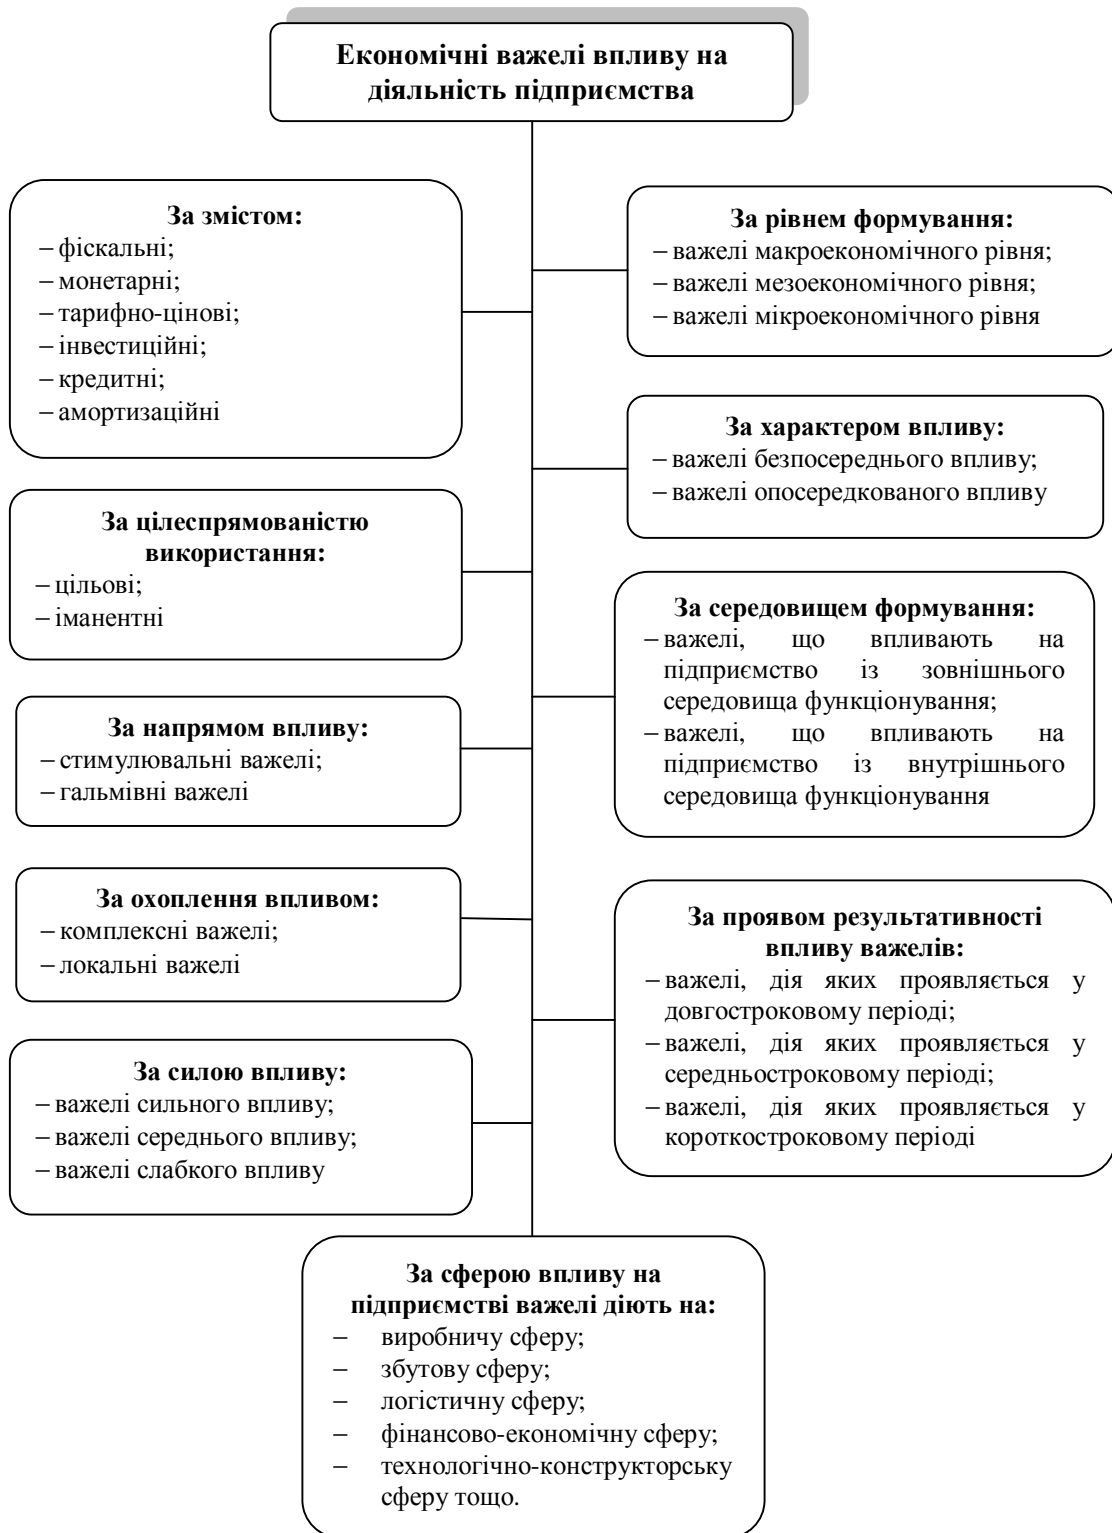 Економічні важелі впливу на
діяльність підприємства
За змістом:
– фіскальні;
– монетарні;
– тарифно-цінові;
– інвестиційні;
– кредитні;
– амортизаційні
За рівнем формування:
– важелі макроекономічного рівня;
– важелі мезоекономічного рівня;
– важелі мікроекономічного рівня
За характером впливу:
– важелі безпосереднього впливу;
– важелі опосередкованого впливу
За цілеспрямованістю
використання:
– цільові;
– іманентні
За середовищем формування:
– важелі, що впливають на
підприємство із зовнішнього
середовища функціонування;
– важелі, що впливають на
підприємство із внутрішнього
середовища функціонування
За напрямом впливу:
– стимулювальні важелі;
– гальмівні важелі
За охоплення впливом:
– комплексні важелі;
– локальні важелі
За проявом результативності
впливу важелів:
– важелі, дія яких проявляється у
довгостроковому періоді;
– важелі, дія яких проявляється у
середньостроковому періоді;
– важелі, дія яких проявляється у
короткостроковому періоді
За силою впливу:
– важелі сильного впливу;
– важелі середнього впливу;
– важелі слабкого впливу
За сферою впливу на
підприємстві важелі діють на:
– виробничу сферу;
– збутову сферу;
– логістичну сферу;
– фінансово-економічну сферу;
– технологічно-конструкторську
сферу тощо.